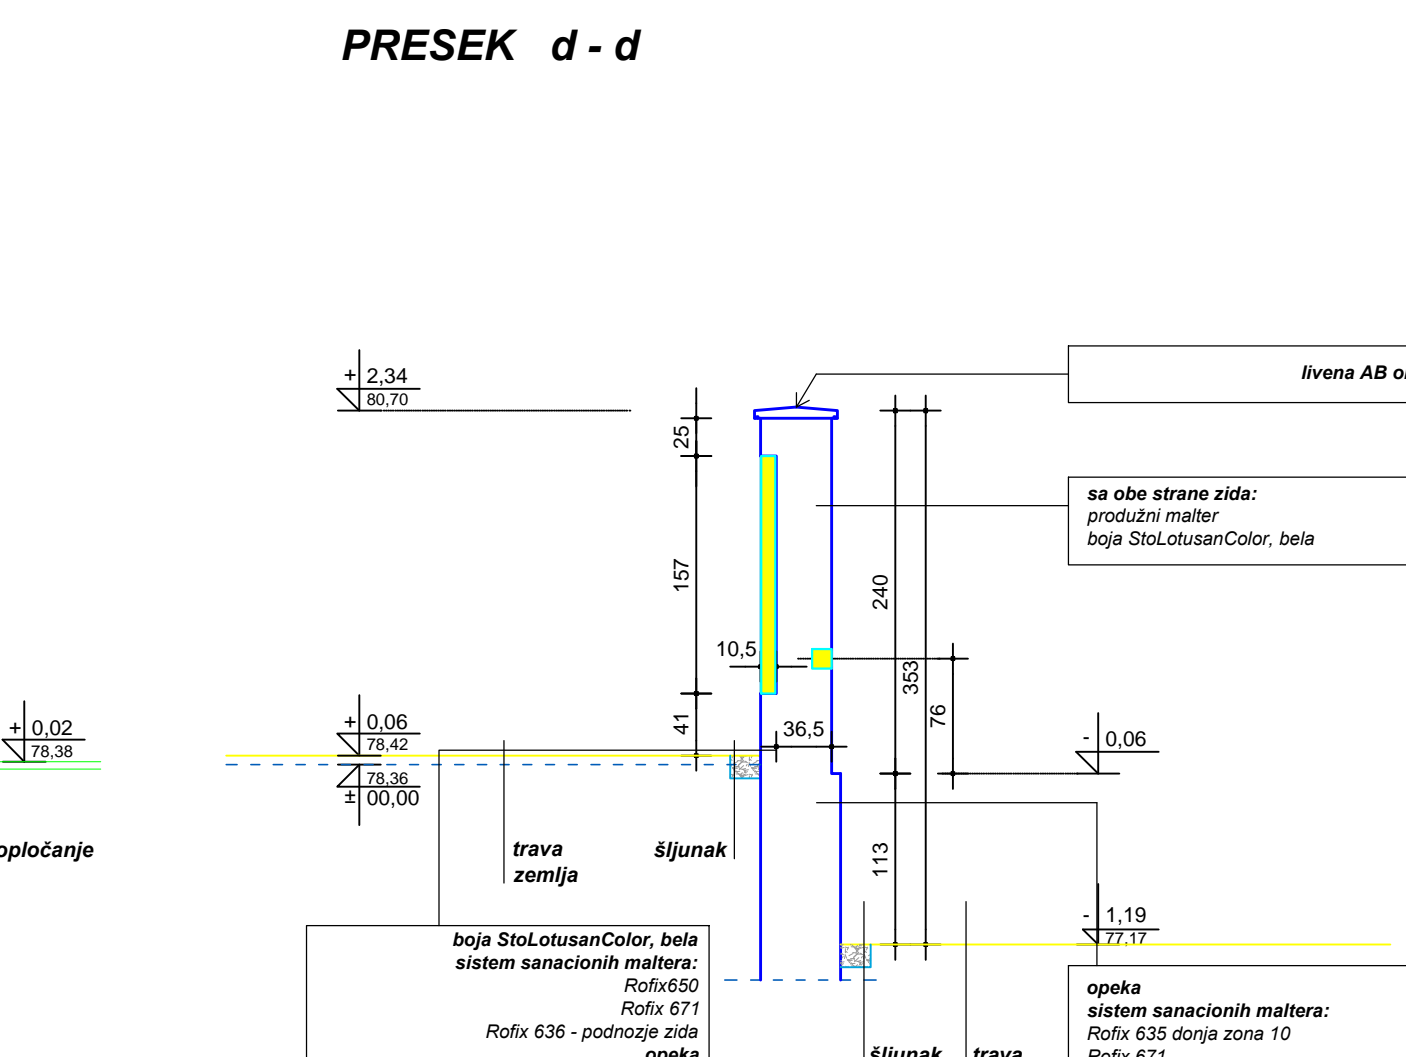 PRESEK d - d
+ 2,34
80,70
livena AB
25
sa obe strane zida:
produžni malter
boja StoLotusanColor, bela
157
240
10,5
353
76
41
36,5
+ 0,02
78,38
+ 0,06
78,42
78,36
± 00,00
- 0,06
opločanje
trava
zemlja
šljunak
113
- 1,19
77,17
boja StoLotusanColor, bela
sistem sanacionih maltera:
Rofix650
Rofix 671
Rofix 636 - podnozje zida
opeka
opeka
sistem sanacionih maltera:
Rofix 635 donja zona 10
Rofix 671
šljunak
trava